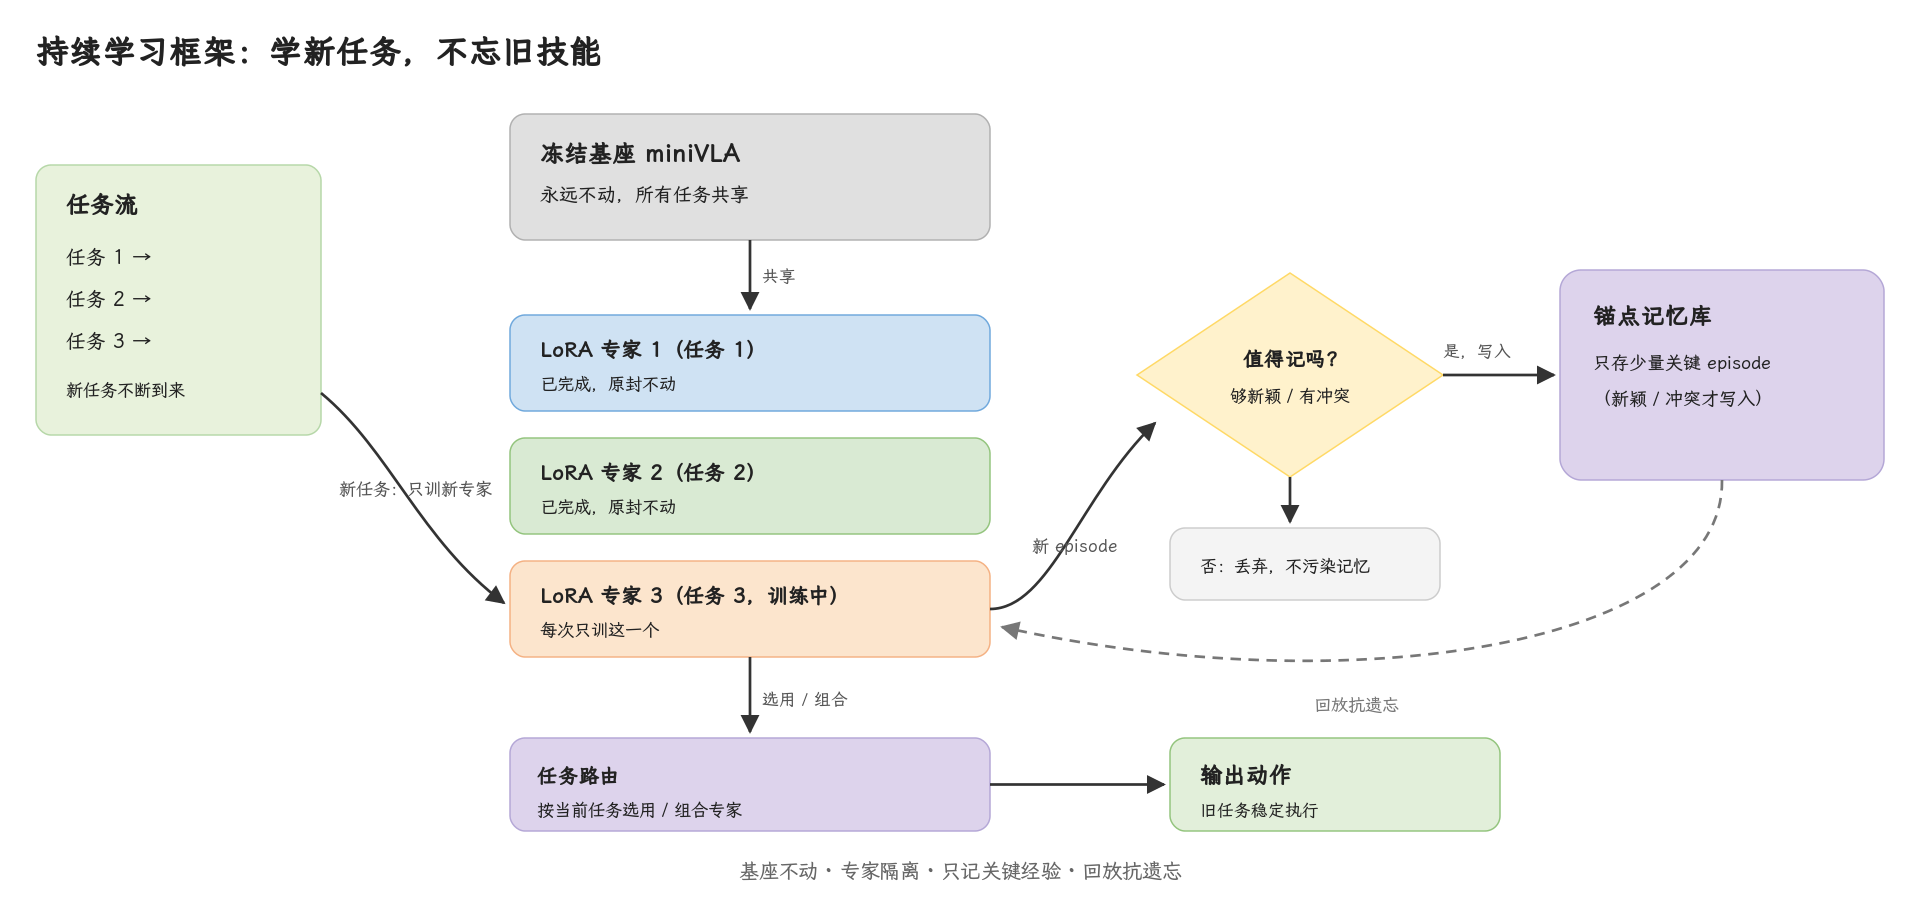 持续学习框架：学新任务，不忘旧技能
任务流
任务 1 →
任务 2 →
任务 3 →
新任务不断到来
新任务：只训新专家
冻结基座 miniVLA
永远不动，所有任务共享
共享
LoRA 专家 1（任务 1）
已完成，原封不动
LoRA 专家 2（任务 2）
已完成，原封不动
LoRA 专家 3（任务 3，训练中）
每次只训这一个
选用 / 组合
任务路由
按当前任务选用 / 组合专家
新 episode
值得记吗？
够新颖 / 有冲突
是，写入
否：丢弃，不污染记忆
锚点记忆库
只存少量关键 episode
（新颖 / 冲突才写入）
回放抗遗忘
输出动作
旧任务稳定执行
基座不动・专家隔离・只记关键经验・回放抗遗忘